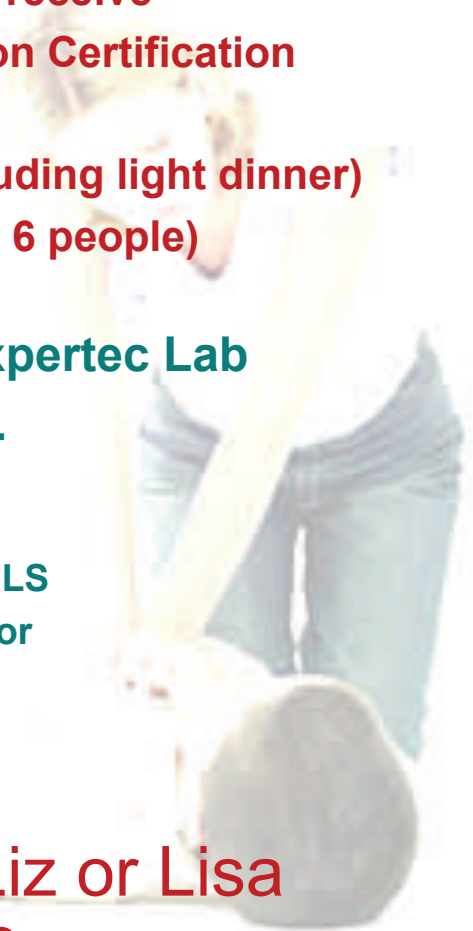 on Certification
uding light dinner)
6 people)
xpertec Lab
.
LS
or
Liz or Lisa